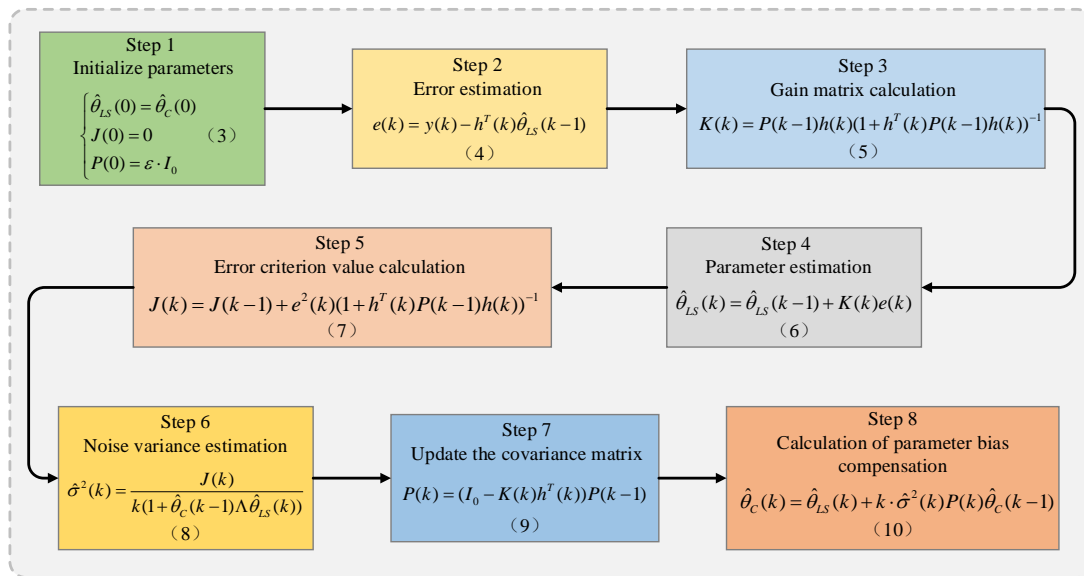 Step 1
Initialize parameters
θ̂_LS(0) = θ̂_C(0)
J(0) = 0 （3）
P(0) = ε · I_0
Step 2
Error estimation
e(k) = y(k) − h^T(k)θ̂_LS(k−1)
（4）
Step 3
Gain matrix calculation
K(k) = P(k−1)h(k)(1 + h^T(k)P(k−1)h(k))^−1
（5）
Step 4
Parameter estimation
θ̂_LS(k) = θ̂_LS(k−1) + K(k)e(k)
（6）
Step 5
Error criterion value calculation
J(k) = J(k−1) + e^2(k)(1 + h^T(k)P(k−1)h(k))^−1
（7）
Step 6
Noise variance estimation
σ̂^2(k) = J(k) / k(1 + θ̂_C(k−1)Λθ̂_LS(k))
（8）
Step 7
Update the covariance matrix
P(k) = (I_0 − K(k)h^T(k))P(k−1)
（9）
Step 8
Calculation of parameter bias
compensation
θ̂_C(k) = θ̂_LS(k) + k · σ̂^2(k)P(k)θ̂_C(k−1)
（10）